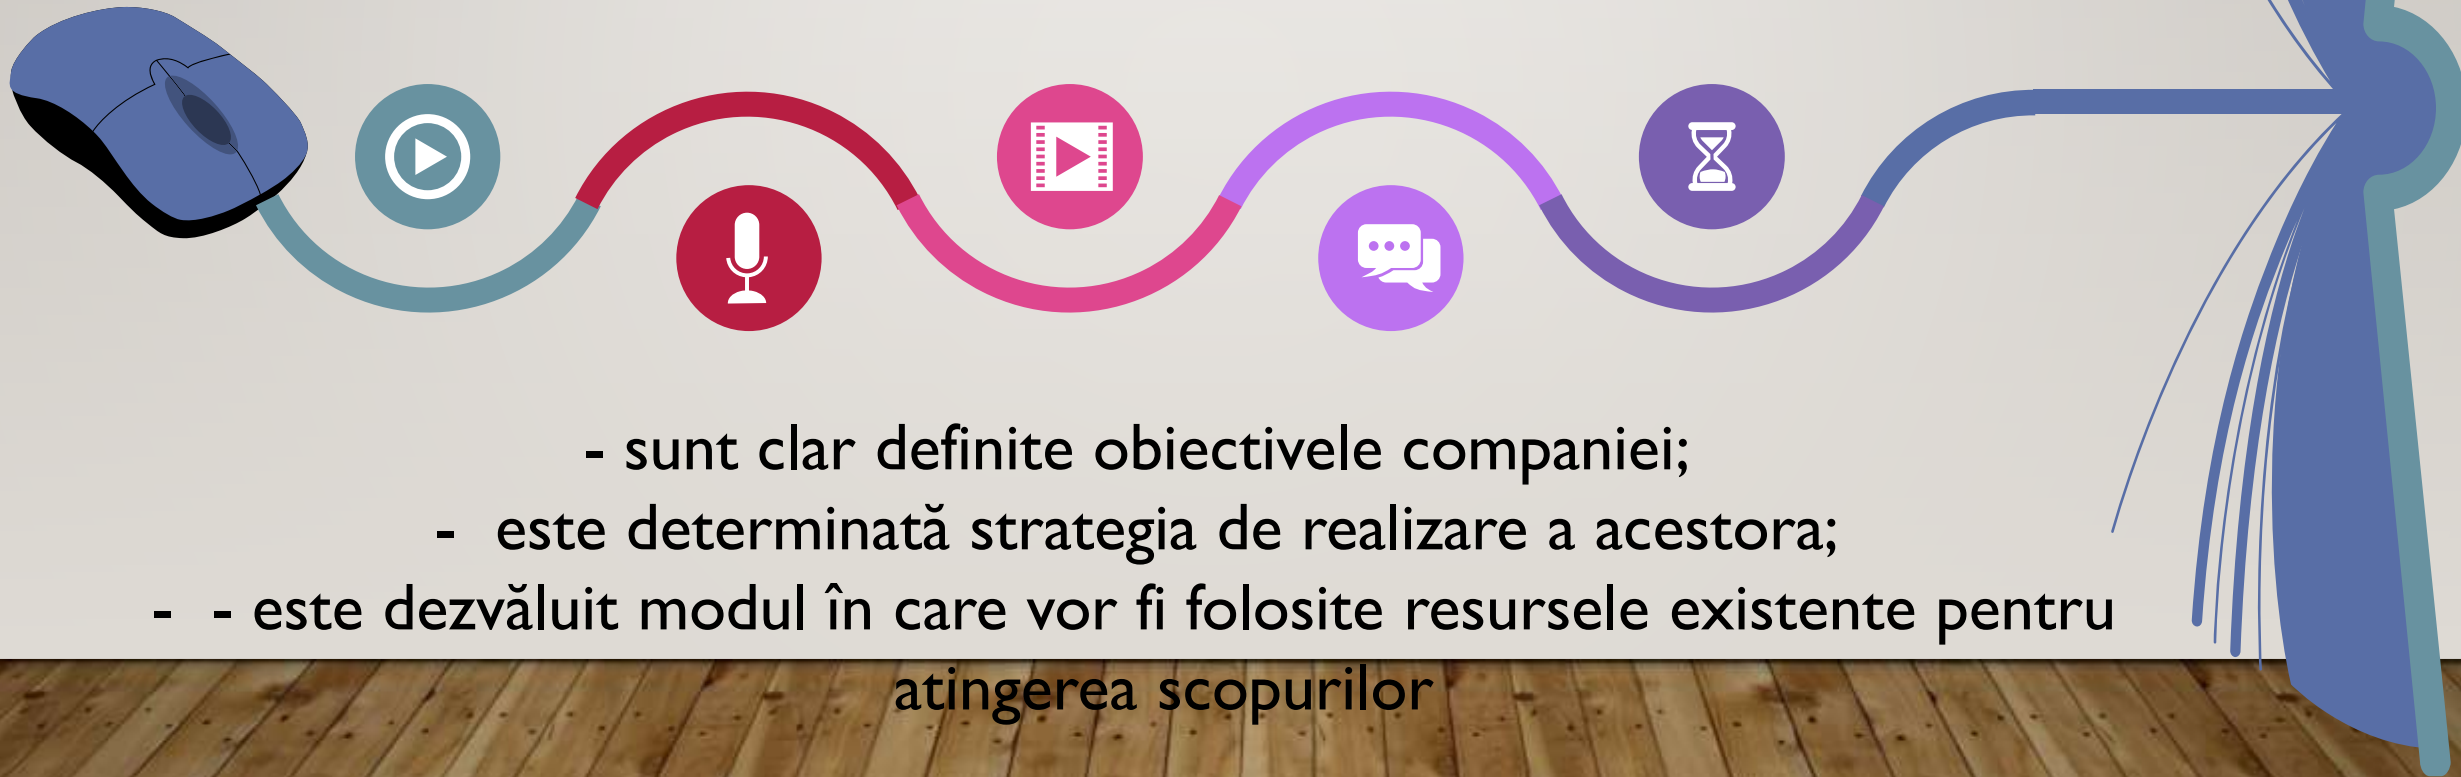 - sunt clar definite obiectivele companiei;
- este determinată strategia de realizare a acestora;
- - este dezvăluit modul în care vor fi folosite resursele existente pentru
atingerea scopurilor